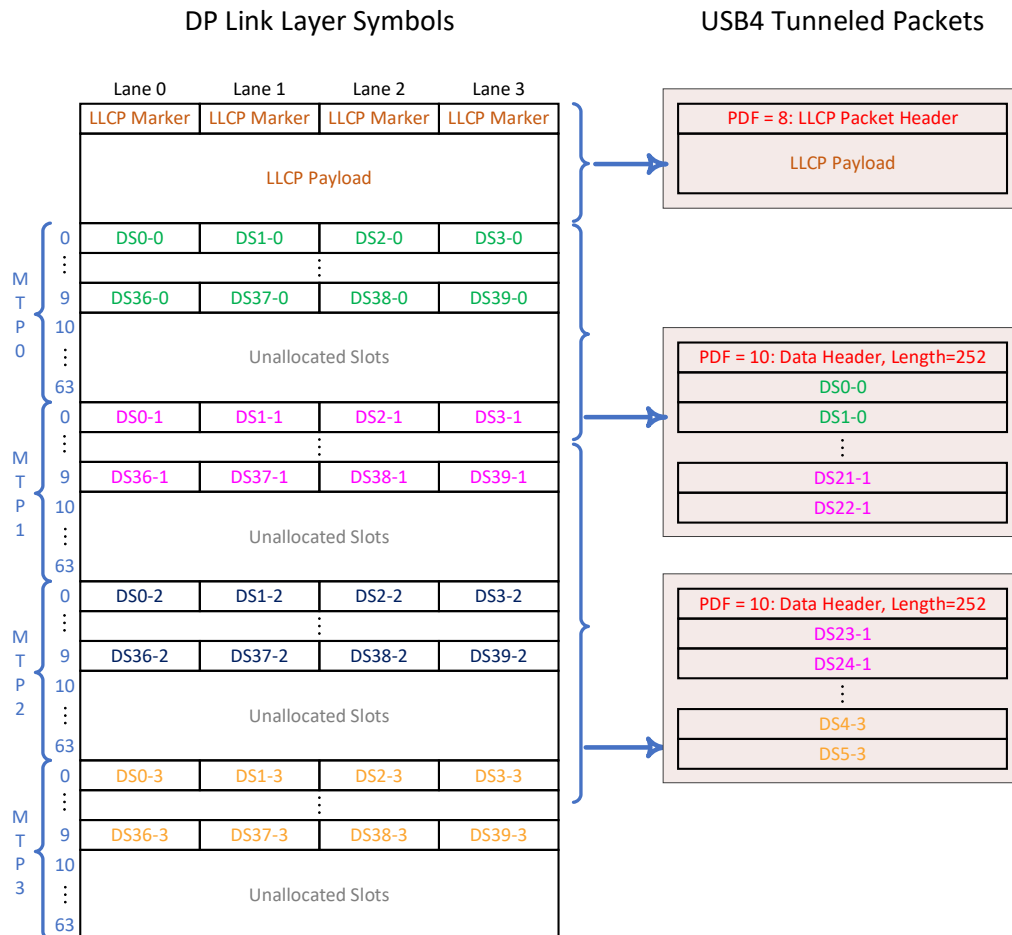 DP Link Layer Symbols
USB4 Tunneled Packets
Lane 0 Lane 1 Lane 2 Lane 3
LLCP Marker LLCP Marker LLCP Marker LLCP Marker
LLCP Payload
PDF = 8: LLCP Packet Header
LLCP Payload
MTP0
0 DS0-0 DS1-0 DS2-0 DS3-0
⋮ ⋮
9 DS36-0 DS37-0 DS38-0 DS39-0
10
⋮ Unallocated Slots
63
MTP1
0 DS0-1 DS1-1 DS2-1 DS3-1
⋮ ⋮
9 DS36-1 DS37-1 DS38-1 DS39-1
10
⋮ Unallocated Slots
63
MTP2
0 DS0-2 DS1-2 DS2-2 DS3-2
⋮ ⋮
9 DS36-2 DS37-2 DS38-2 DS39-2
10
⋮ Unallocated Slots
63
MTP3
0 DS0-3 DS1-3 DS2-3 DS3-3
⋮ ⋮
9 DS36-3 DS37-3 DS38-3 DS39-3
10
⋮ Unallocated Slots
63
PDF = 10: Data Header, Length=252
DS0-0
DS1-0
⋮
DS21-1
DS22-1
PDF = 10: Data Header, Length=252
DS23-1
DS24-1
⋮
DS4-3
DS5-3